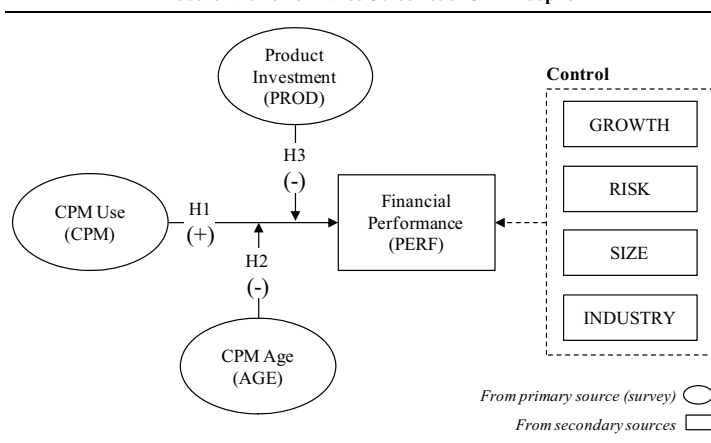 Product
Investment
(PROD)
Control
GROWTH
H3
(-)
RISK
CPM Use
(CPM)
H1
(+)
Financial
Performance
(PERF)
H2
(-)
SIZE
INDUSTRY
CPM Age
(AGE)
From primary source (survey)
From secondary sources